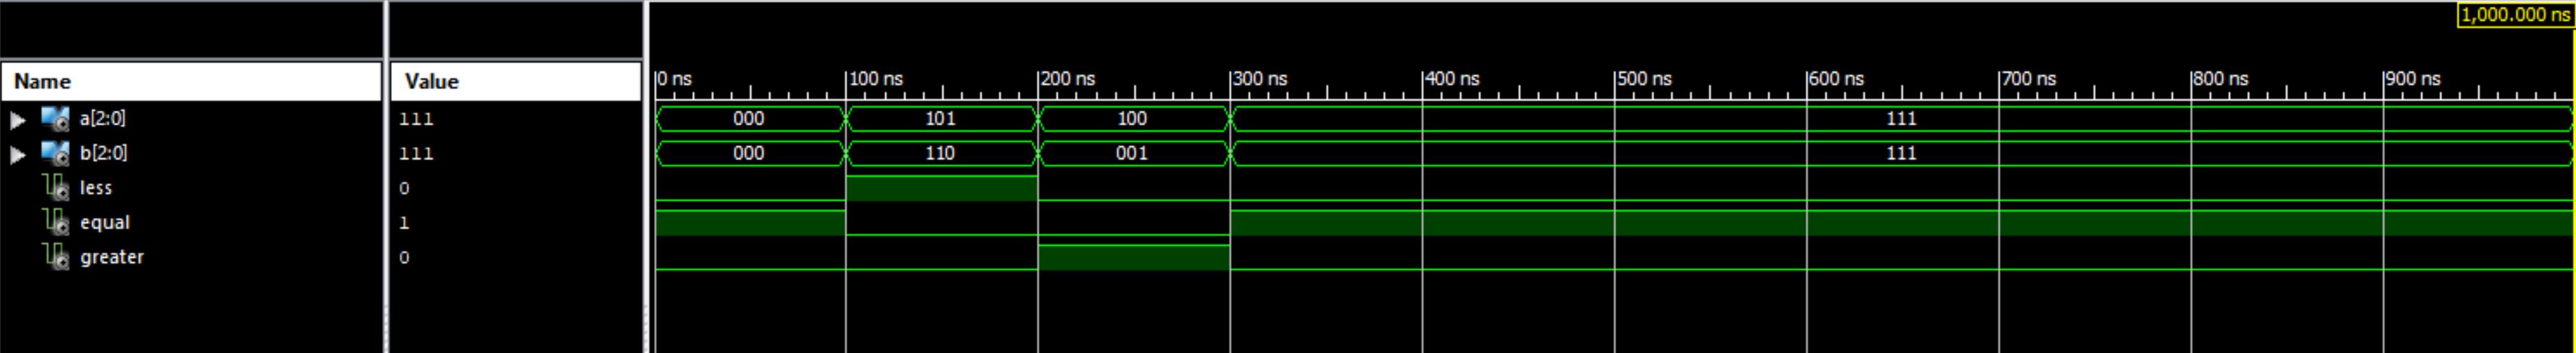 1,000.000 ns
Name Value 0 ns 100 ns 200 ns 300 ns 400 ns 500 ns 600 ns 700 ns 800 ns 900 ns
a[2:0] 111 000 101 100 111
b[2:0] 111 000 110 001 111
less 0
equal 1
greater 0